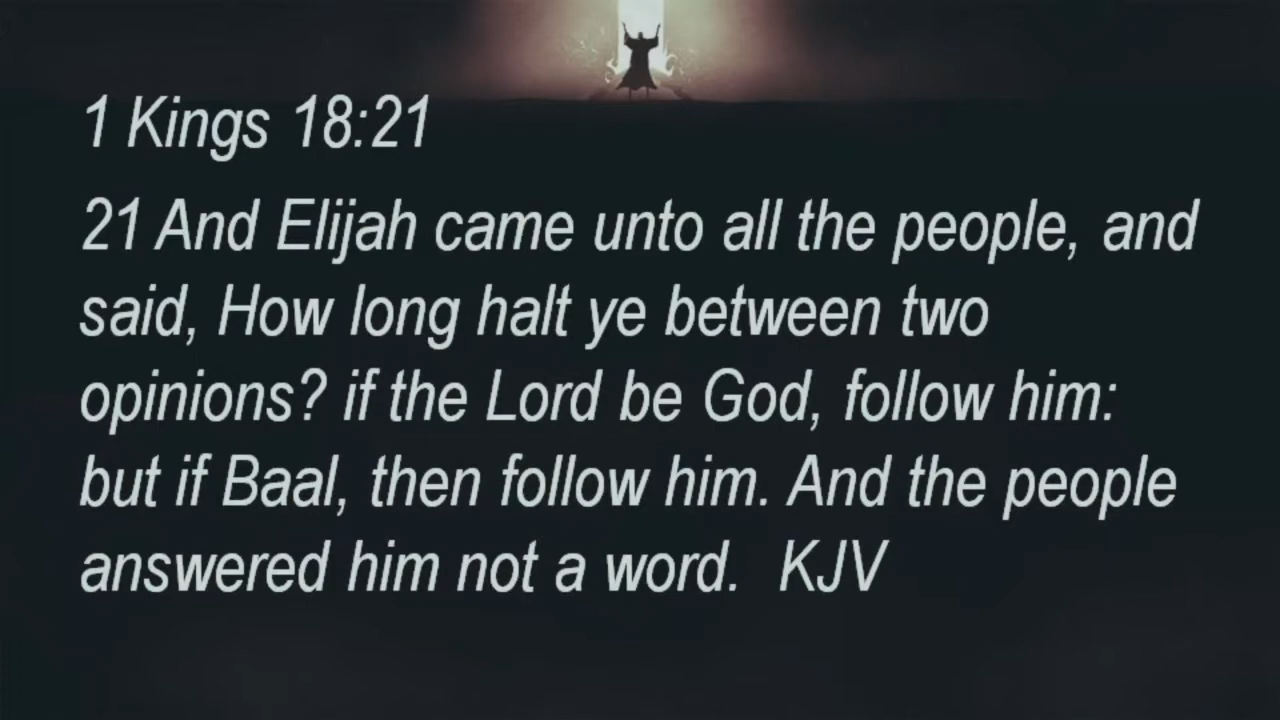 1 Kings 18:21
21 And Elijah came unto all the people, and
said, How long halt ye between two
opinions? if the Lord be God, follow him:
but if Baal, then follow him. And the people
answered him not a word.  KJV